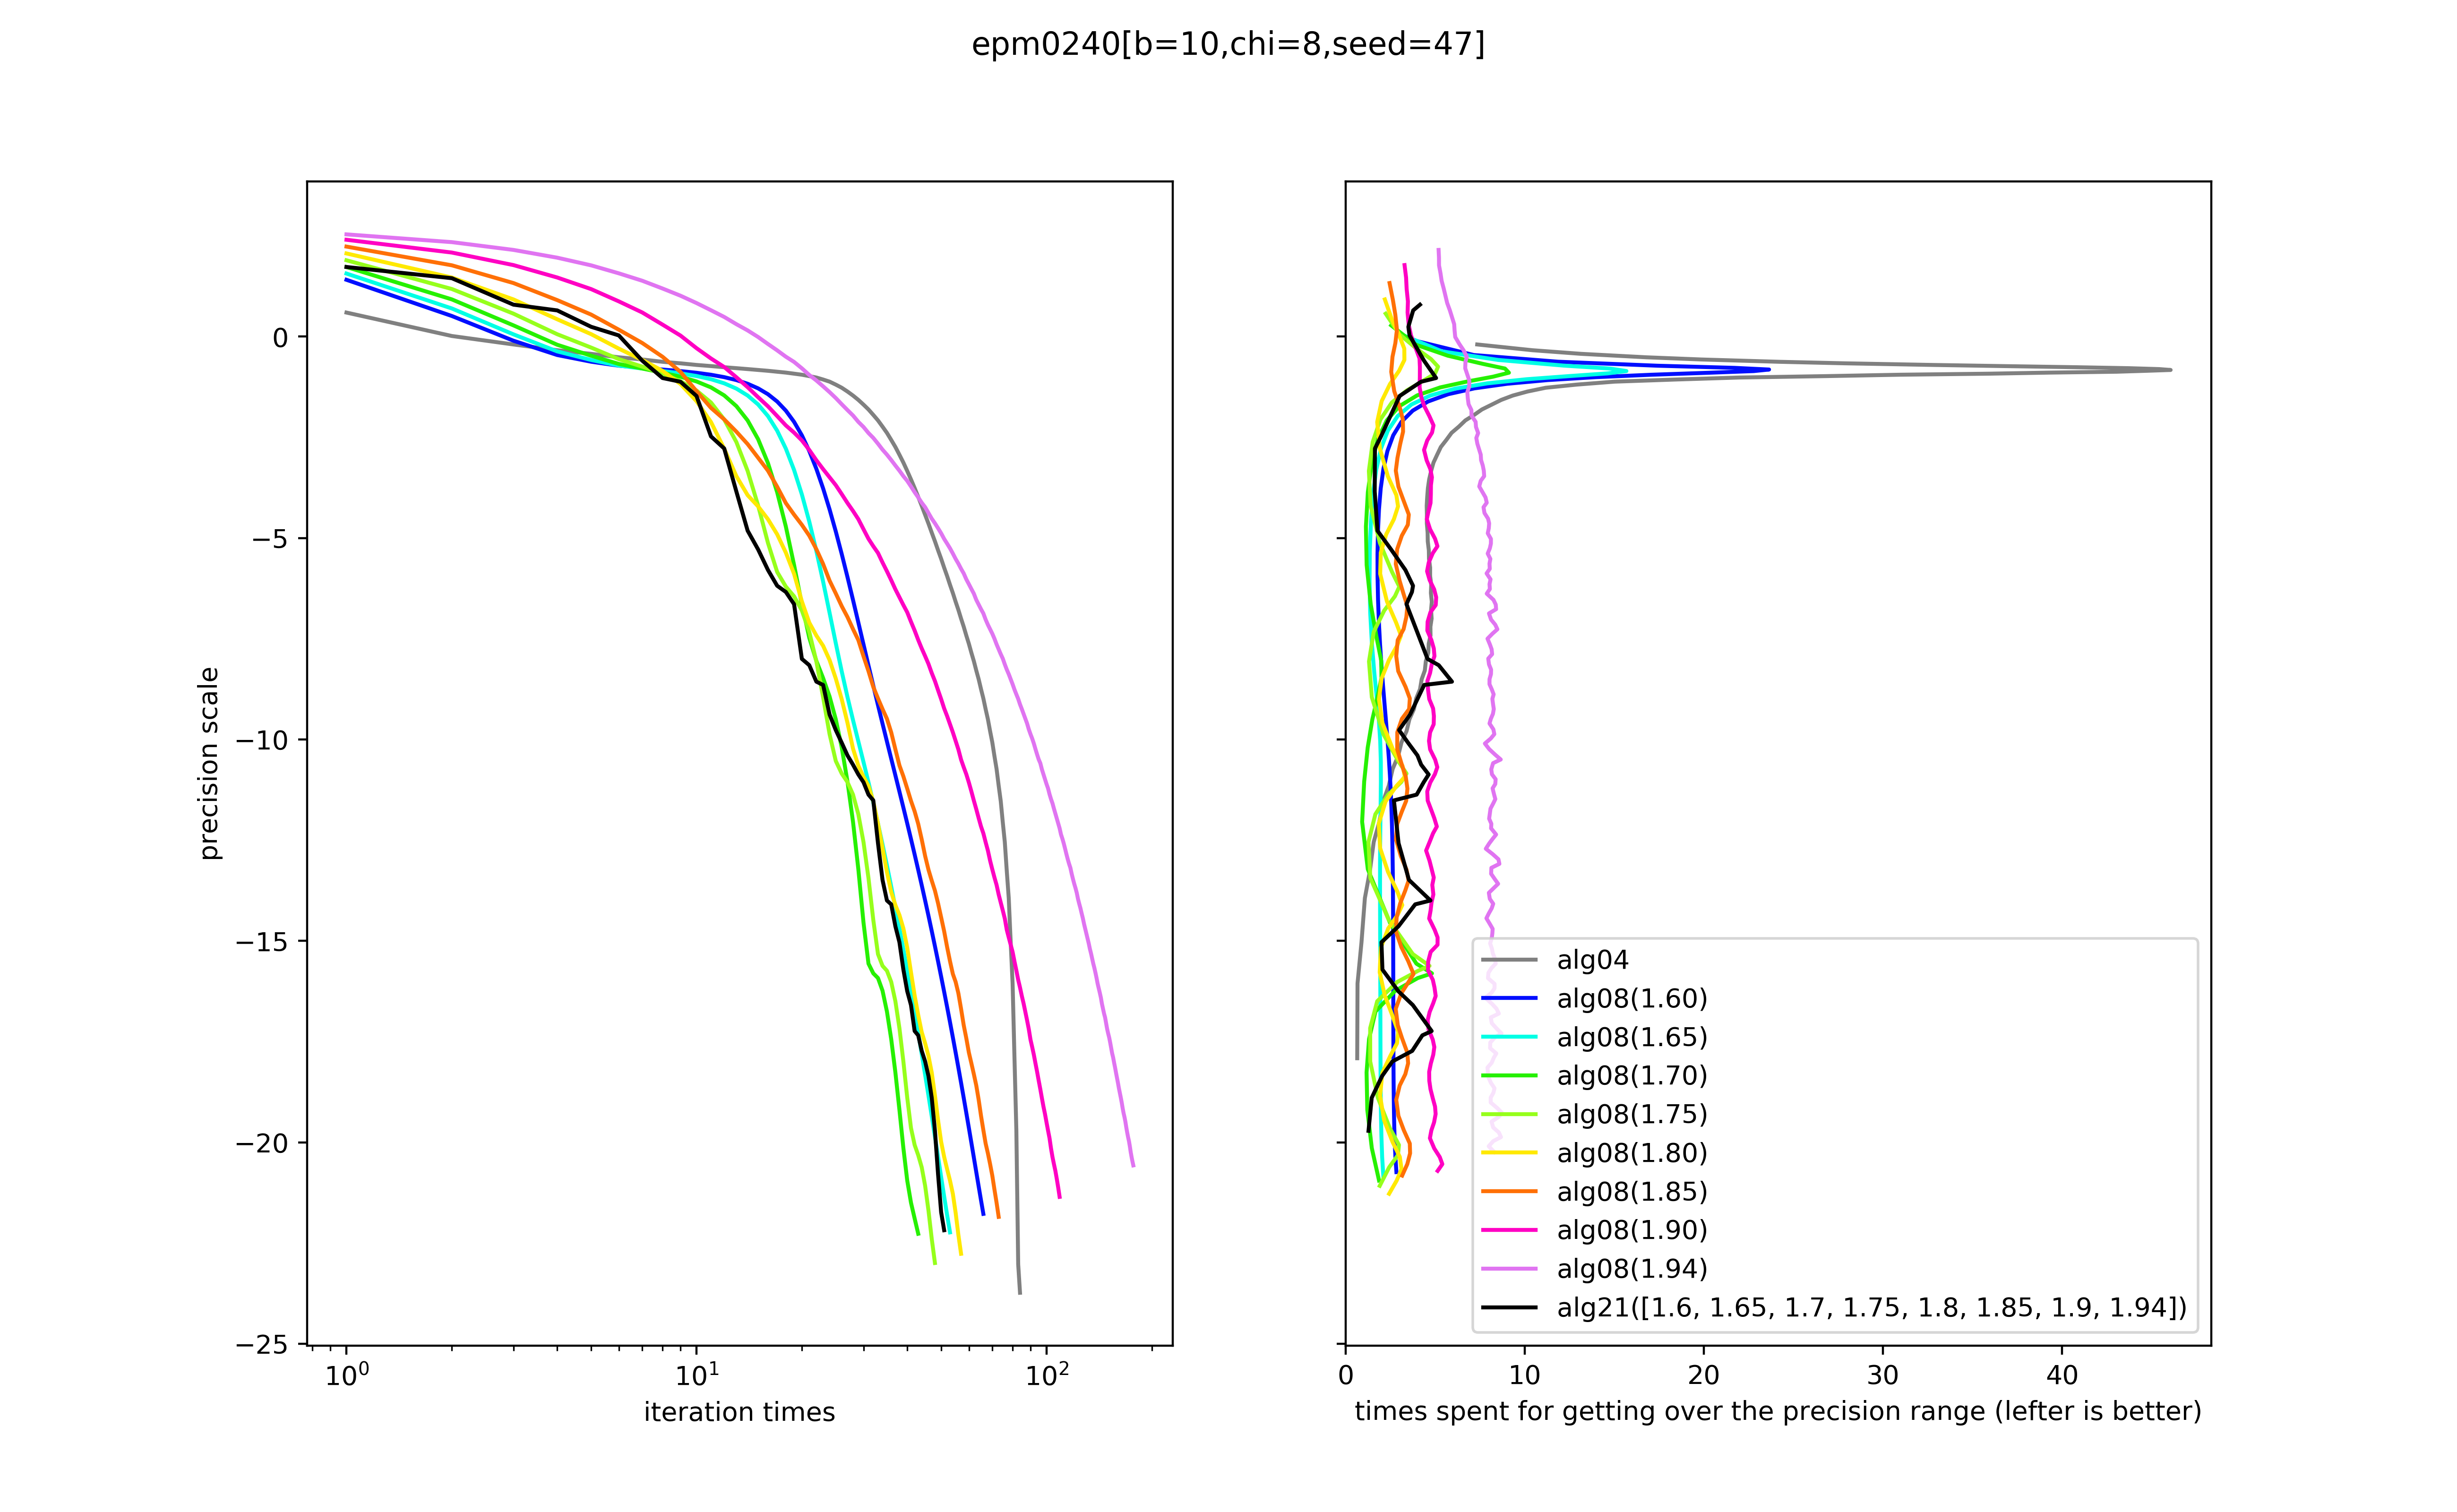 epm0240[b=10,chi=8,seed=47]
precision scale
0
−5
−10
−15
−20
−25
10⁰
10¹
10²
iteration times
0
10
20
30
40
times spent for getting over the precision range (lefter is better)
alg04
alg08(1.60)
alg08(1.65)
alg08(1.70)
alg08(1.75)
alg08(1.80)
alg08(1.85)
alg08(1.90)
alg08(1.94)
alg21([1.6, 1.65, 1.7, 1.75, 1.8, 1.85, 1.9, 1.94])